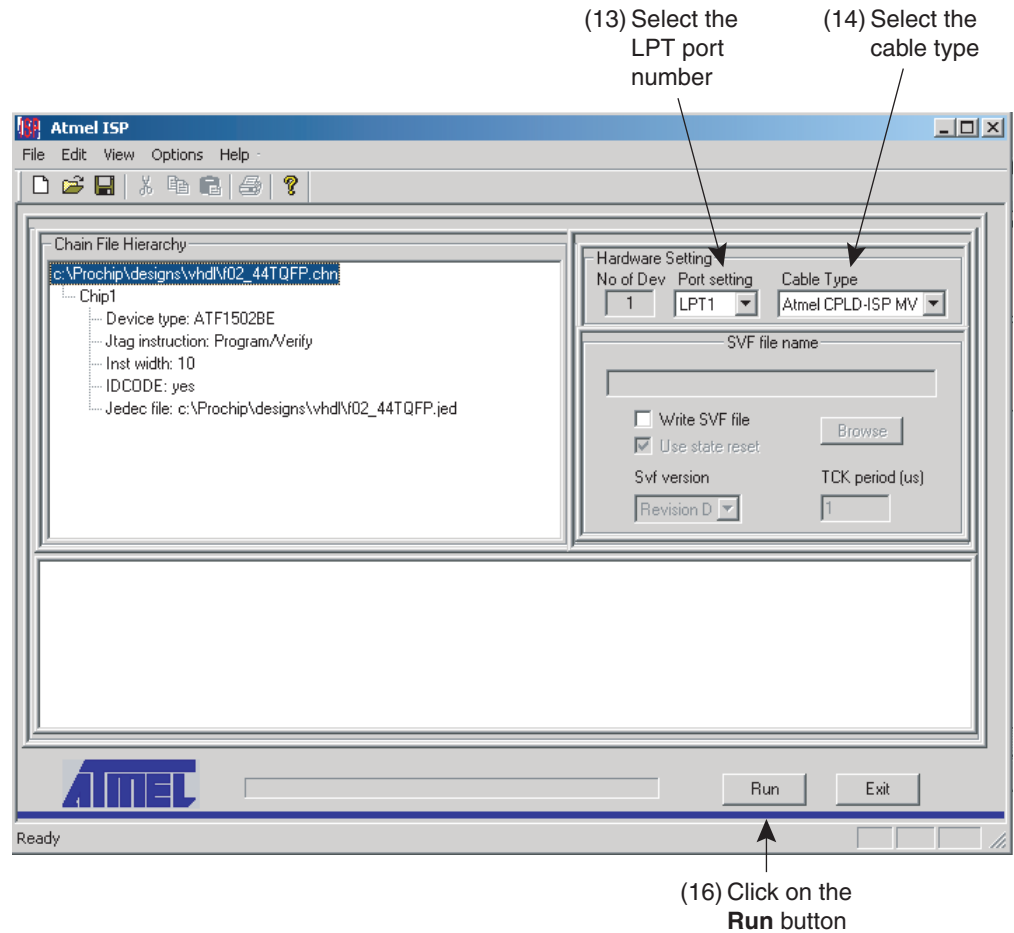 (13) Select the
LPT port
number
(14) Select the
cable type
ISP Atmel ISP
File Edit View Options Help
Chain File Hierarchy
c:\Prochip\designs\vhdl\f02_44TQFP.chn
Chip1
Device type: ATF1502BE
Jtag instruction: Program/Verify
Inst width: 10
IDCODE: yes
Jedec file: c:\Prochip\designs\vhdl\f02_44TQFP.jed
Hardware Setting
No of Dev Port setting Cable Type
1 LPT1 Atmel CPLD-ISP MV
SVF file name
Write SVF file
Browse
Use state reset
Svf version TCK period (us)
Revision D 1
ATMEL
Run Exit
Ready
(16) Click on the
Run button